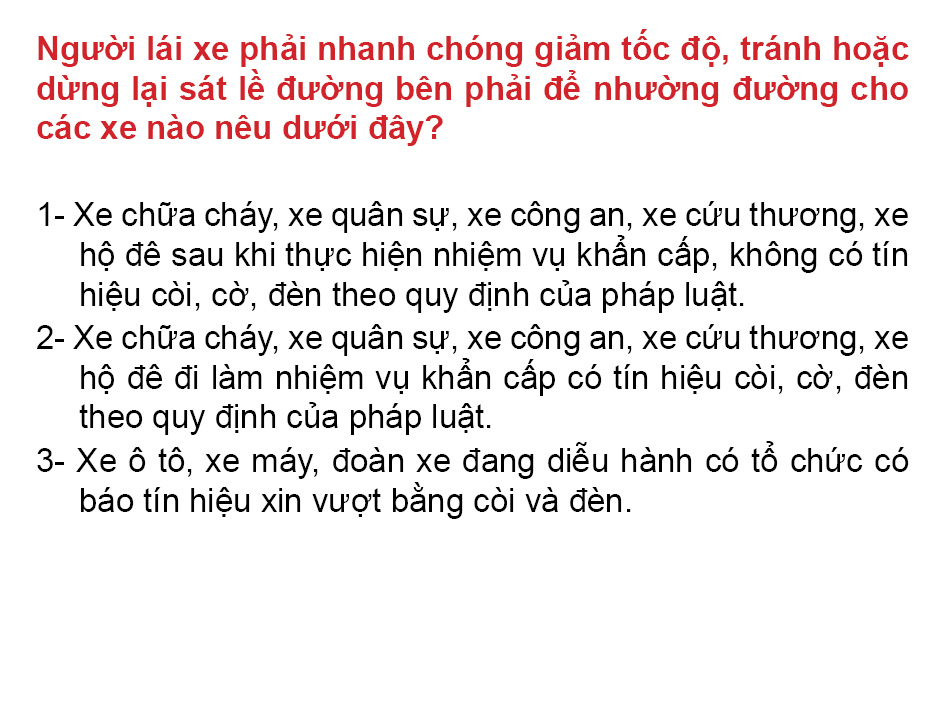 Người lái xe phải nhanh chóng giảm tốc độ, tránh hoặc
dừng lại sát lề đường bên phải để nhường đường cho
các xe nào nêu dưới đây?
1- Xe chữa cháy, xe quân sự, xe công an, xe cứu thương, xe
hộ đê sau khi thực hiện nhiệm vụ khẩn cấp, không có tín
hiệu còi, cờ, đèn theo quy định của pháp luật.
2- Xe chữa cháy, xe quân sự, xe công an, xe cứu thương, xe
hộ đê đi làm nhiệm vụ khẩn cấp có tín hiệu còi, cờ, đèn
theo quy định của pháp luật.
3- Xe ô tô, xe máy, đoàn xe đang diễu hành có tổ chức có
báo tín hiệu xin vượt bằng còi và đèn.